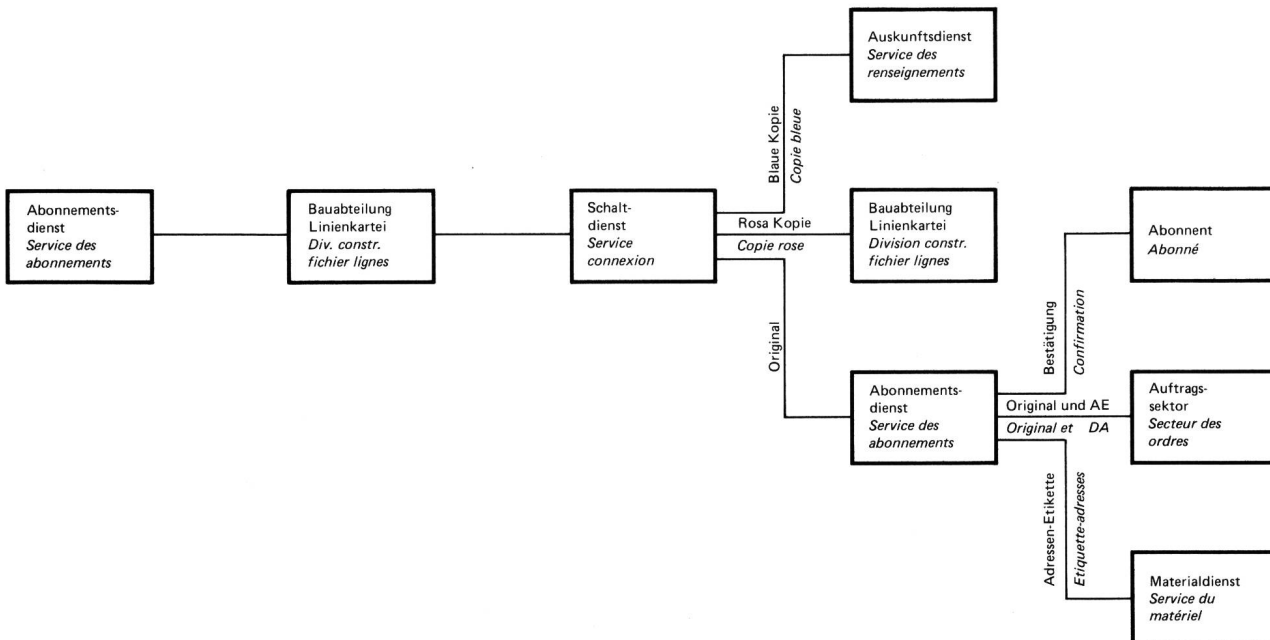 Auskunftsdienst
Service des
renseignements
Blaue Kopie
Copie bleue
Abonnements-
dienst
Service des
abonnements
Bauabteilung
Linienkartei
Div. constr.
fichier lignes
Schalt-
dienst
Service
connexion
Rosa Kopie
Copie rose
Bauabteilung
Linienkartei
Division constr.
fichier lignes
Abonnent
Abonné
Original
Bestätigung
Confirmation
Abonnements-
dienst
Service des
abonnements
Original und AE
Original et DA
Auftrags-
sektor
Secteur des
ordres
Adressen-Etikette
Etiquette-adresses
Materialdienst
Service du
matériel